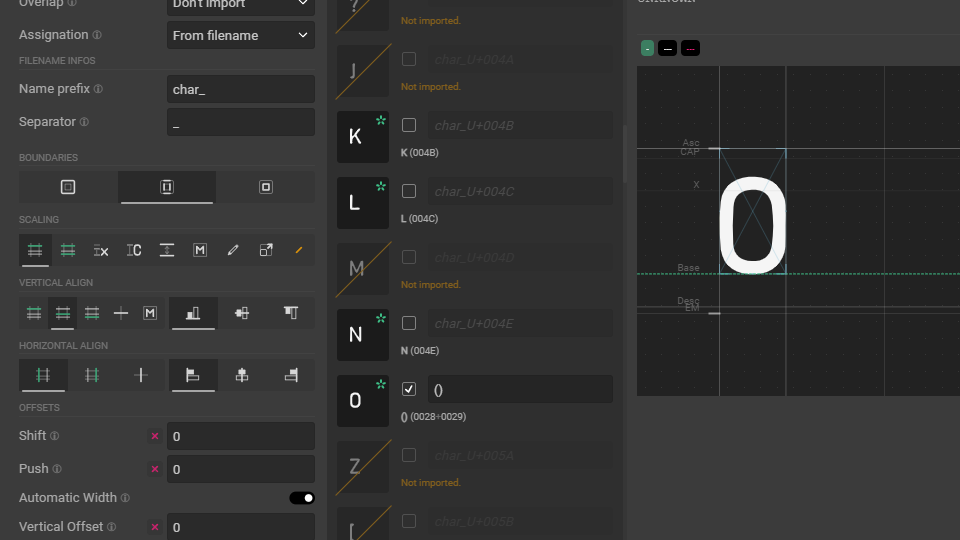 Overlap Don't import
Assignation From filename
FILENAME INFOS
Name prefix char_
Separator _
BOUNDARIES
SCALING
VERTICAL ALIGN
HORIZONTAL ALIGN
OFFSETS
Shift 0
Push 0
Automatic Width
Vertical Offset 0
?
Not imported.
J char_U+004A
Not imported.
K char_U+004B
K (004B)
L char_U+004C
L (004C)
M char_U+004D
Not imported.
N char_U+004E
N (004E)
O ()
() (0028+0029)
Z char_U+005A
Not imported.
[ char_U+005B
Asc
CAP
X
Base
Desc
EM
0